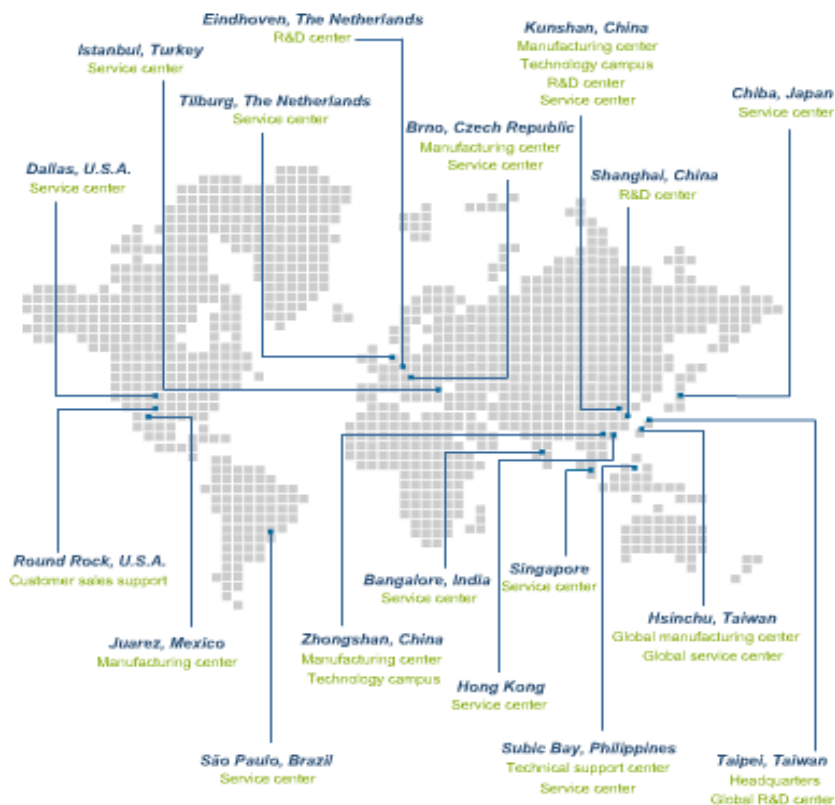 Eindhoven, The Netherlands
R&D center
Istanbul, Turkey
Service center
Kunshan, China
Manufacturing center
Technology campus
R&D center
Service center
Chiba, Japan
Service center
Tilburg, The Netherlands
Service center
Brno, Czech Republic
Manufacturing center
Service center
Dallas, U.S.A.
Service center
Shanghai, China
R&D center
Round Rock, U.S.A.
Customer sales support
Bangalore, India
Service center
Singapore
Service center
Juarez, Mexico
Manufacturing center
Zhongshan, China
Manufacturing center
Technology campus
Hsinchu, Taiwan
Global manufacturing center
Global service center
Hong Kong
Service center
São Paulo, Brazil
Service center
Subic Bay, Philippines
Technical support center
Service center
Taipei, Taiwan
Headquarters
Global R&D center